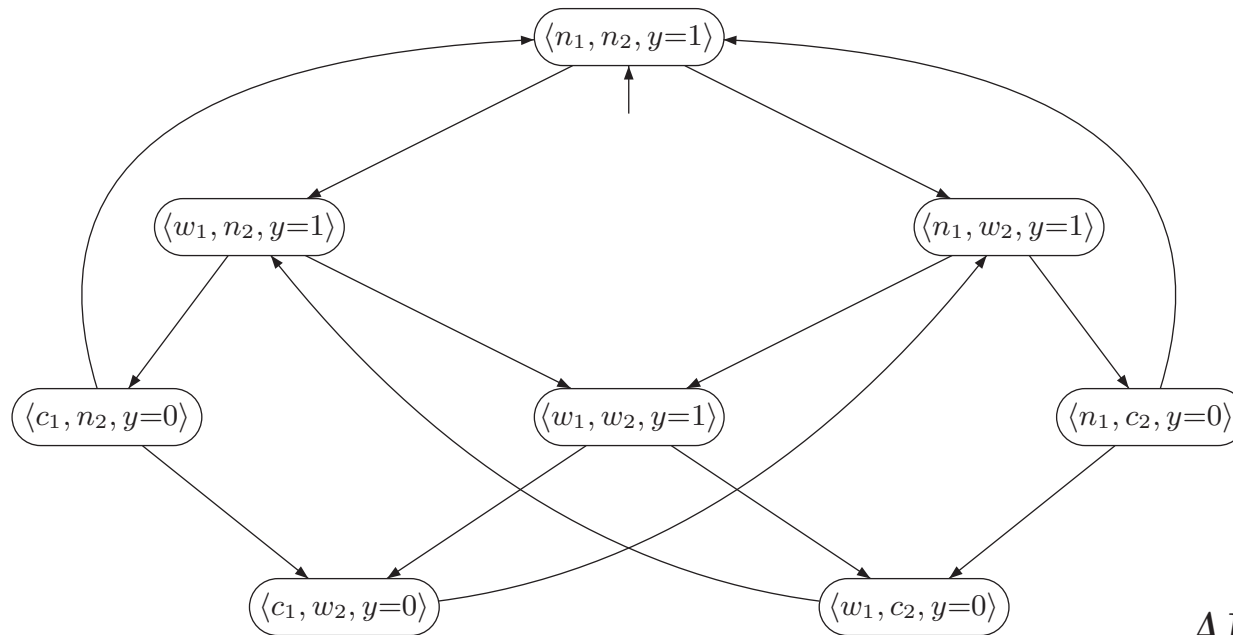 ⟨n₁, n₂, y=1⟩
⟨w₁, n₂, y=1⟩ ⟨n₁, w₂, y=1⟩
⟨c₁, n₂, y=0⟩ ⟨w₁, w₂, y=1⟩ ⟨n₁, c₂, y=0⟩
⟨c₁, w₂, y=0⟩ ⟨w₁, c₂, y=0⟩